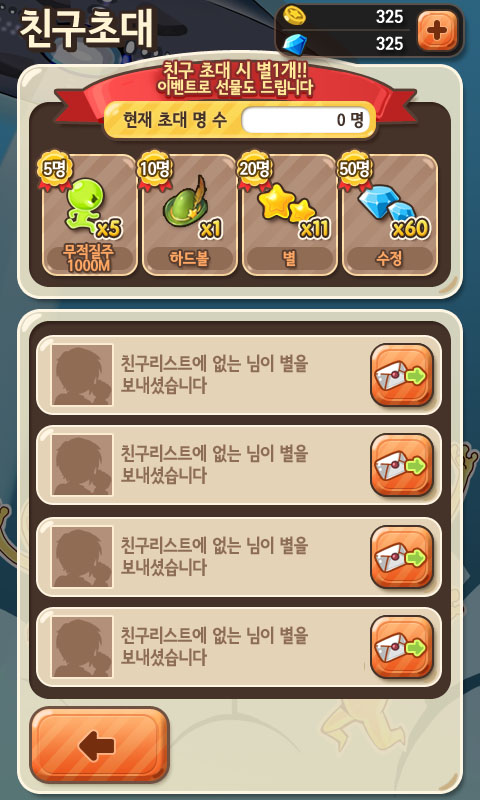 친구초대
325
325
친구 초대 시 별1개!!
이벤트로 선물도 드립니다
현재 초대 명 수
0 명
5명
10명
20명
50명
x5
x1
x11
x60
무적질주
1000M
하드볼
별
수정
친구리스트에 없는 님이 별을
보내셨습니다
친구리스트에 없는 님이 별을
보내셨습니다
친구리스트에 없는 님이 별을
보내셨습니다
친구리스트에 없는 님이 별을
보내셨습니다